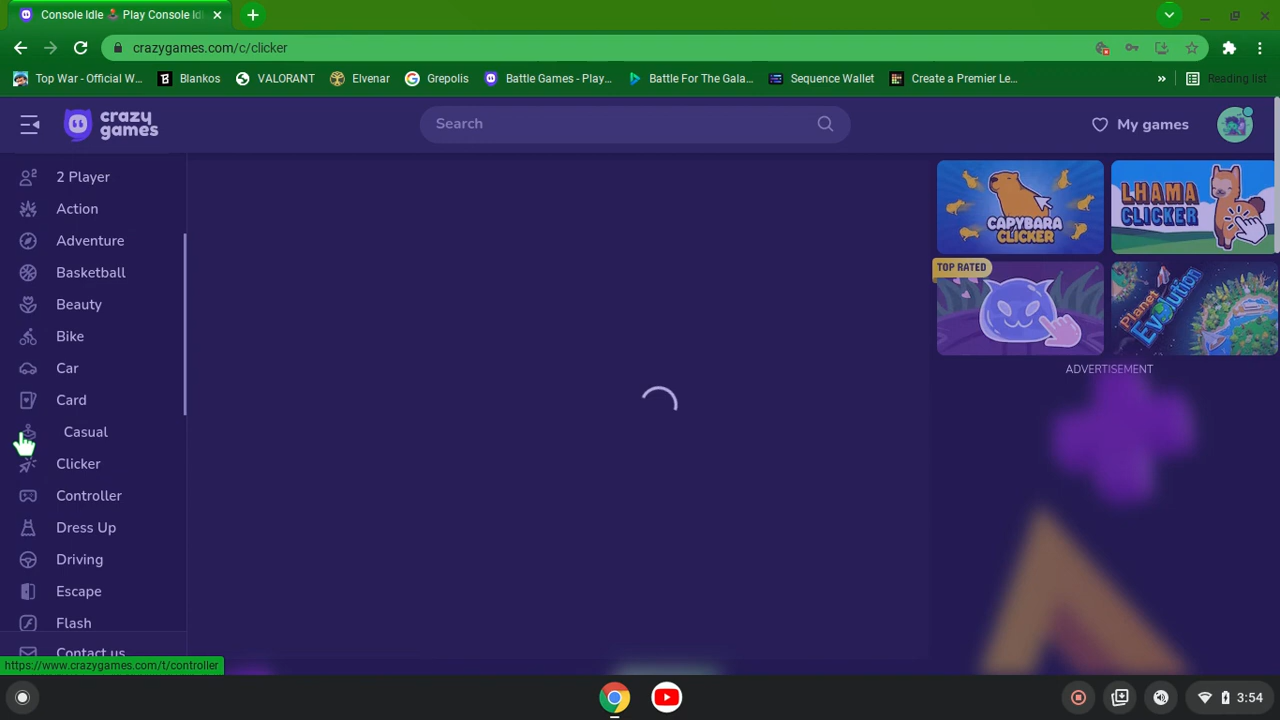 Console Idle 🕹️ Play Console Idl
crazygames.com/c/clicker
Top War - Official W...
Blankos
VALORANT
Elvenar
Grepolis
Battle Games - Play...
Battle For The Gala...
Sequence Wallet
Create a Premier Le...
»
Reading list
crazy games
Search
My games
2 Player
Action
Adventure
Basketball
Beauty
Bike
Car
Card
Casual
Clicker
Controller
Dress Up
Driving
Escape
Flash
Contact us
CAPYBARA
CLICKER
LHAMA
CLICKER
TOP RATED
Planet
Evolution
ADVERTISEMENT
https://www.crazygames.com/t/controller
3:54